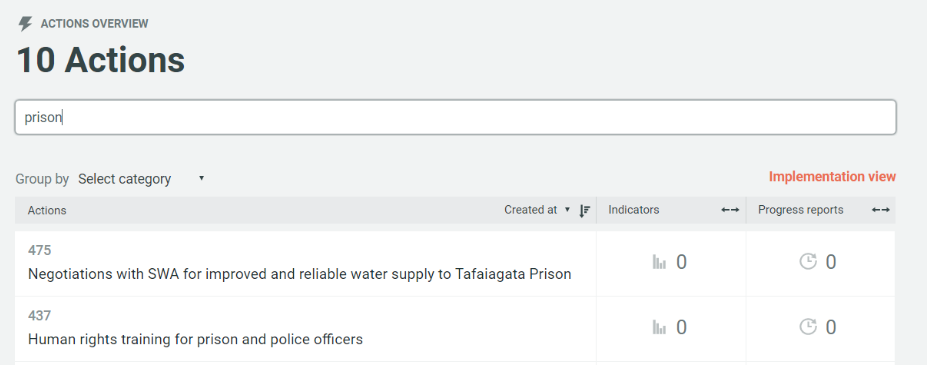 ACTIONS OVERVIEW
10 Actions
prison
Group by Select category
Implementation view
Actions Created at Indicators Progress reports
475
Negotiations with SWA for improved and reliable water supply to Tafaiagata Prison 0 0
437
Human rights training for prison and police officers 0 0